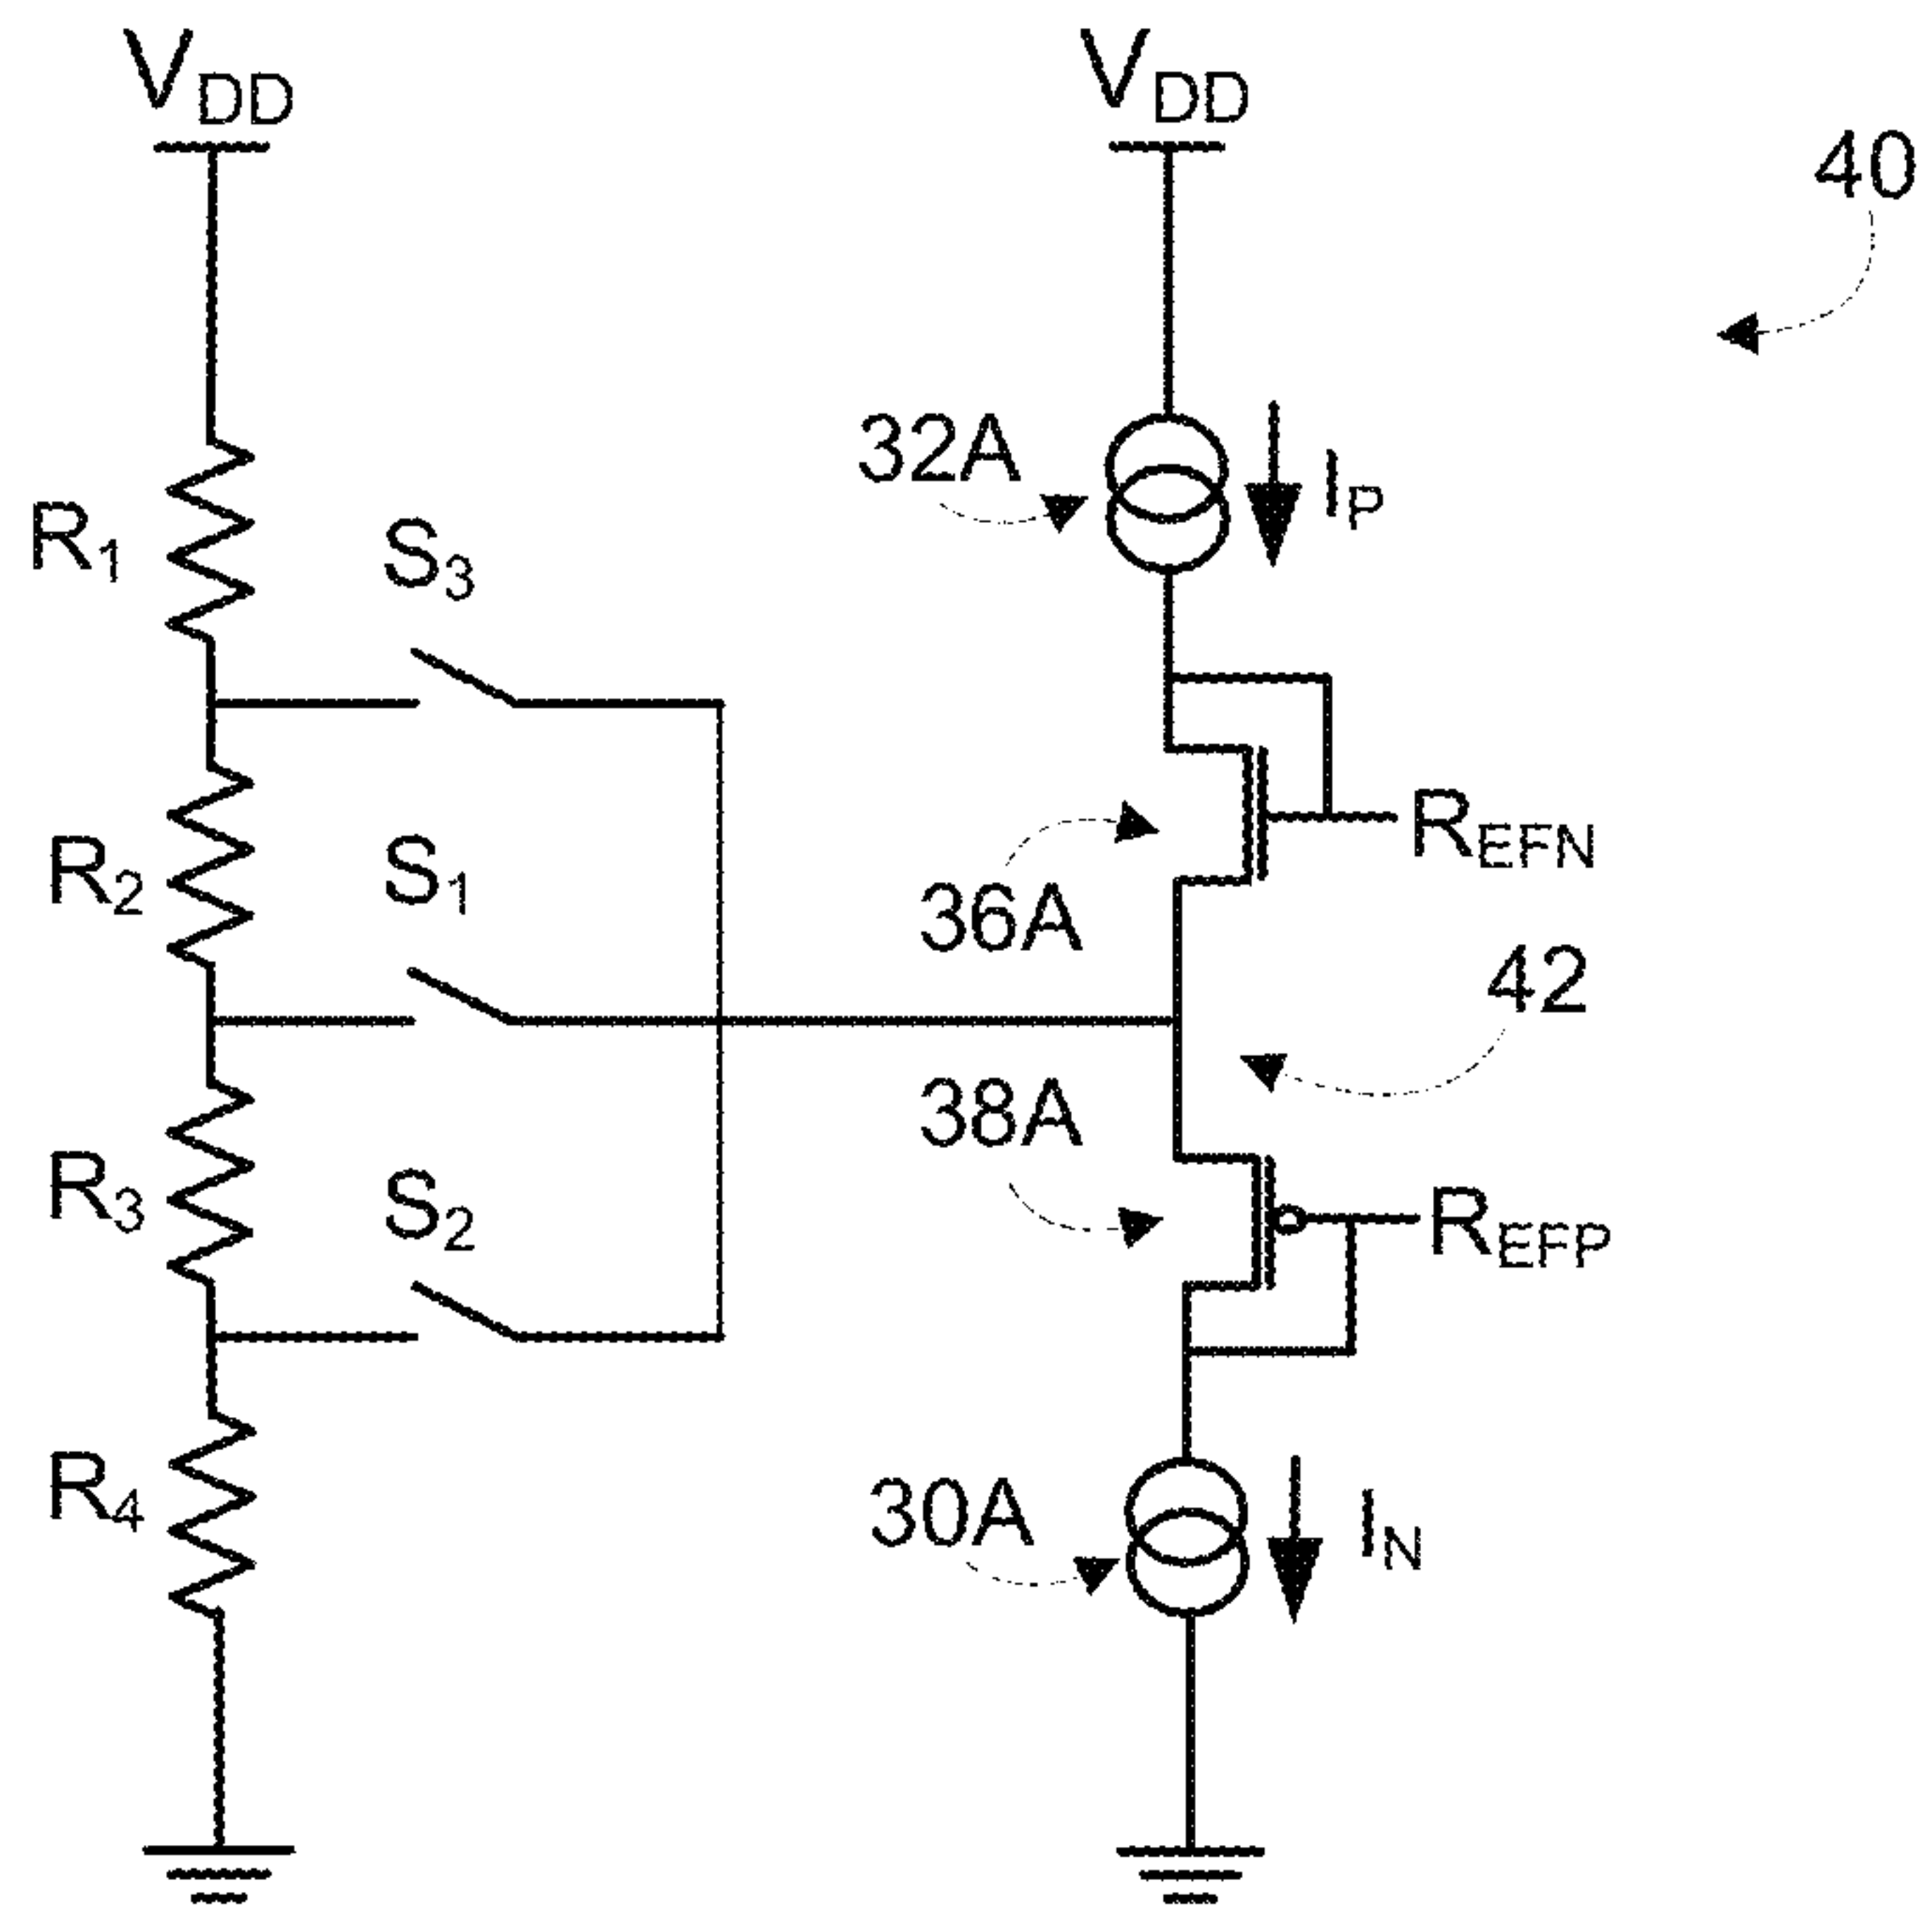 VDD
VDD
40
32A
IP
R1
S3
REFN
R2
S1
36A
42
38A
R3
S2
REFP
R4
30A
IN